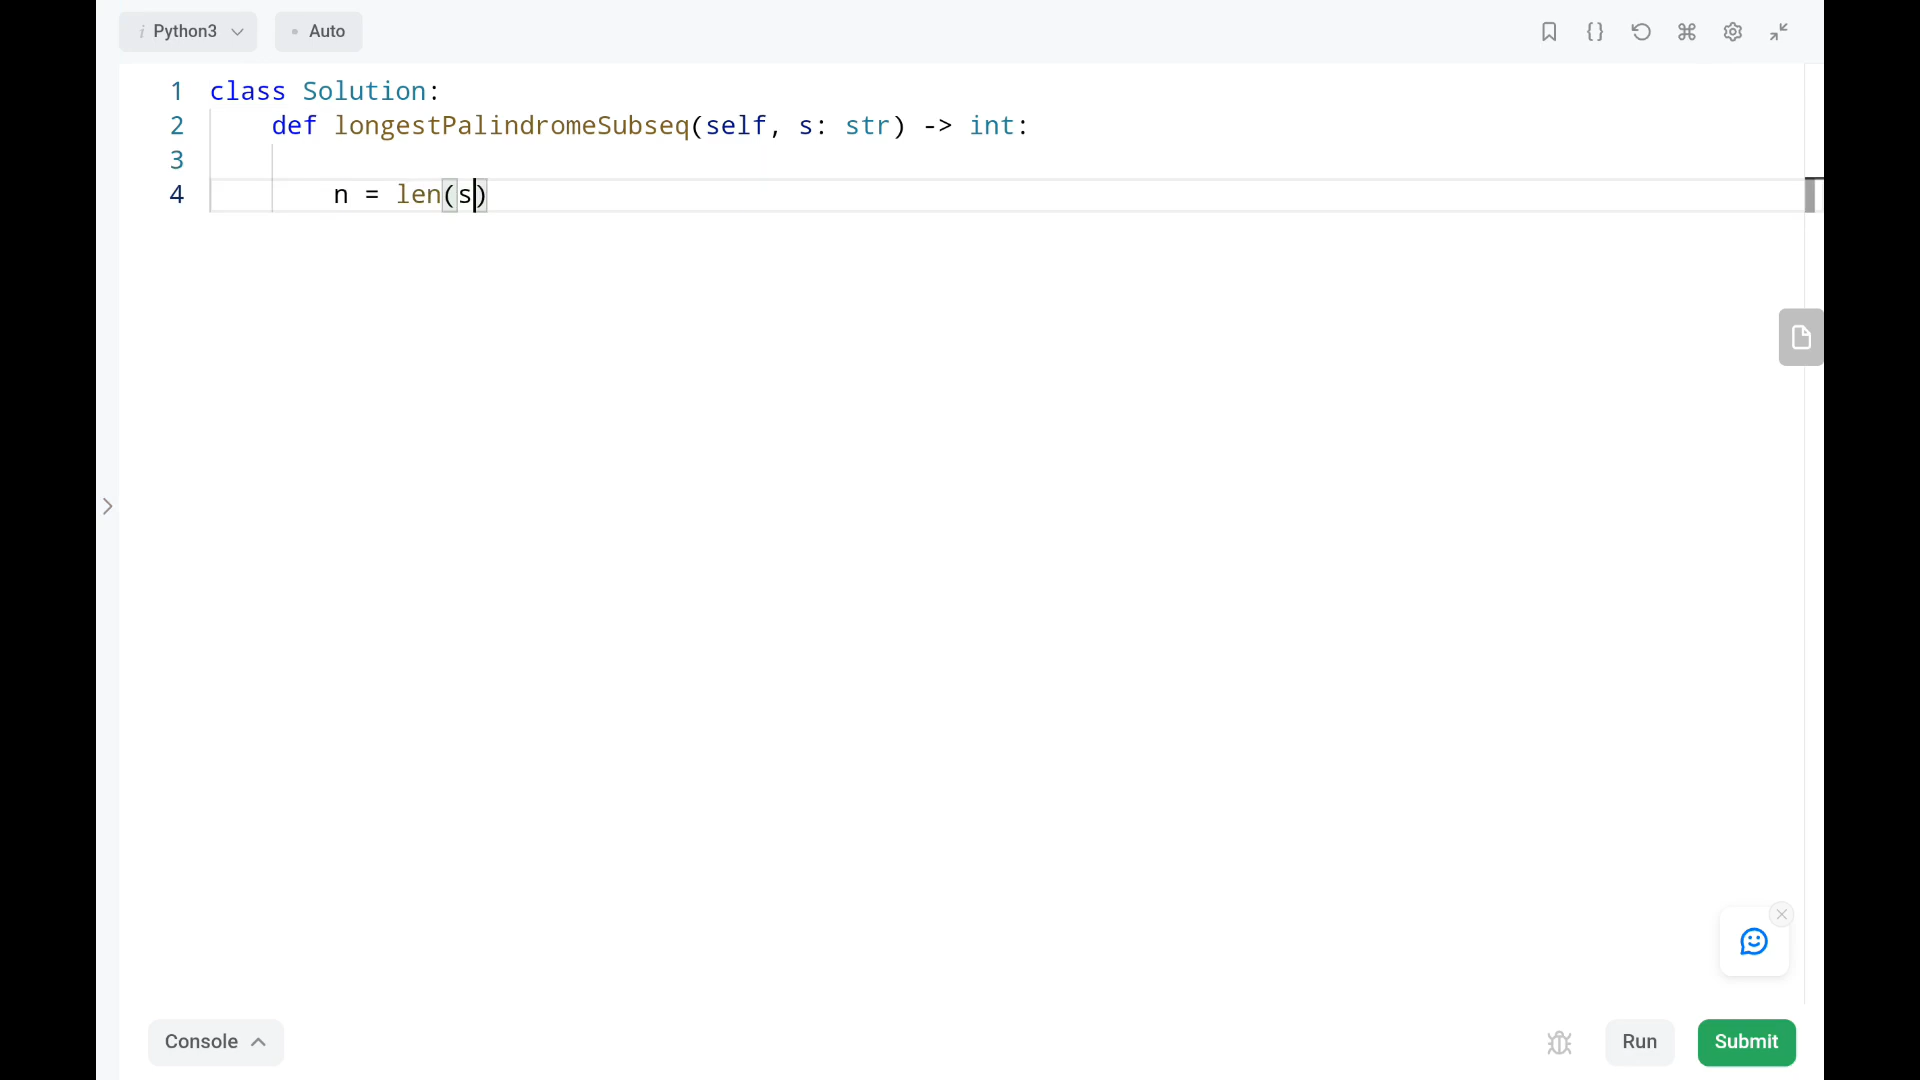 i Python3 Auto { }
1 class Solution:
2 def longestPalindromeSubseq(self, s: str) -> int:
3
4 n = len(s)
Console Run Submit